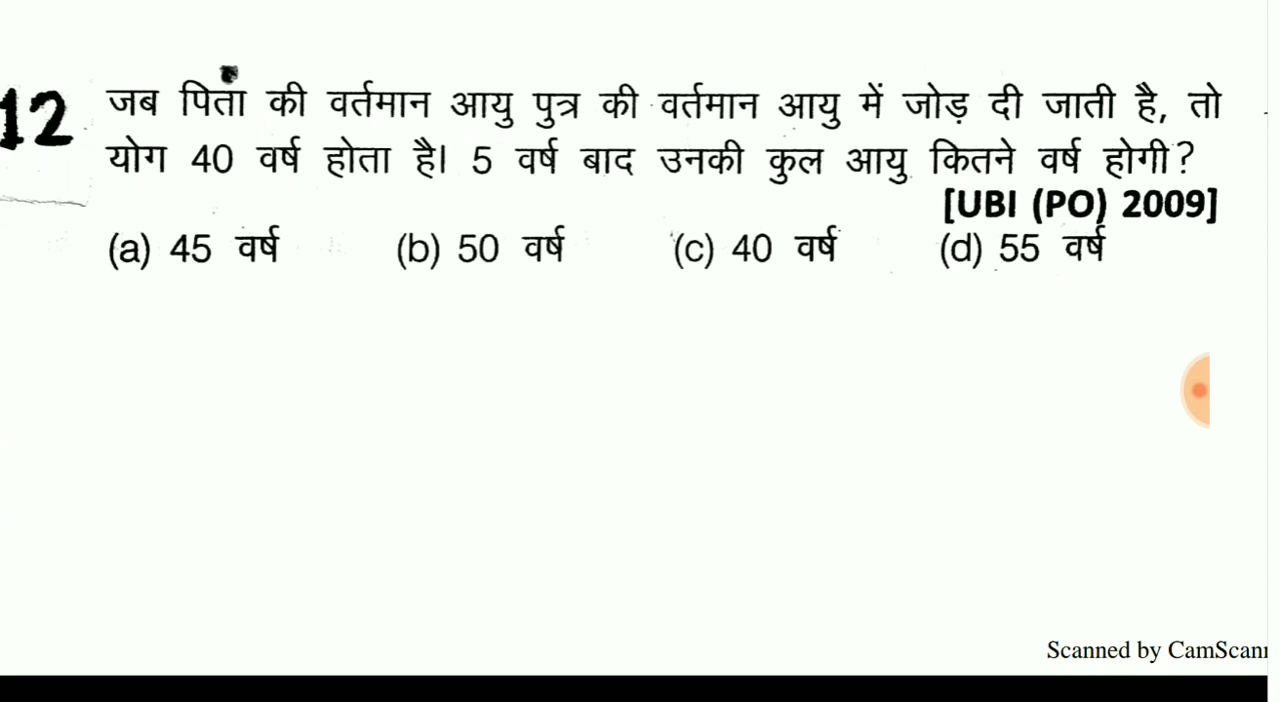 12 जब पिता की वर्तमान आयु पुत्र की वर्तमान आयु में जोड़ दी जाती है, तो
योग 40 वर्ष होता है। 5 वर्ष बाद उनकी कुल आयु कितने वर्ष होगी?
[UBI (PO) 2009]
(a) 45 वर्ष (b) 50 वर्ष (c) 40 वर्ष (d) 55 वर्ष
Scanned by CamScann